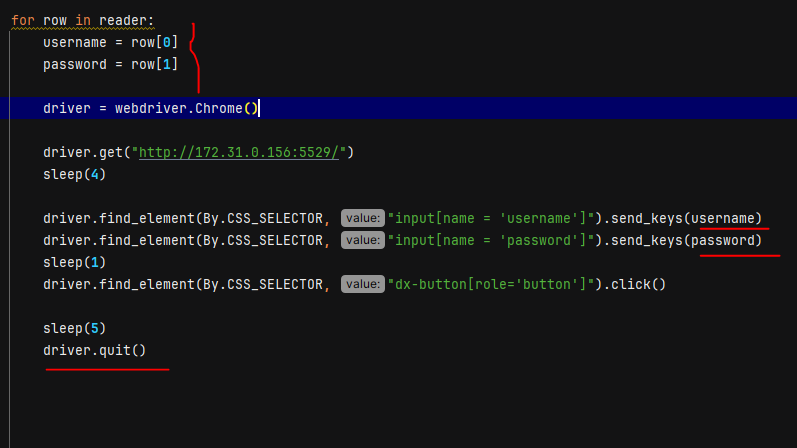 for row in reader:
username = row[0]
password = row[1]
driver = webdriver.Chrome()
driver.get("http://172.31.0.156:5529/")
sleep(4)
driver.find_element(By.CSS_SELECTOR, value: "input[name = 'username']").send_keys(username)
driver.find_element(By.CSS_SELECTOR, value: "input[name = 'password']").send_keys(password)
sleep(1)
driver.find_element(By.CSS_SELECTOR, value: "dx-button[role='button']").click()
sleep(5)
driver.quit()